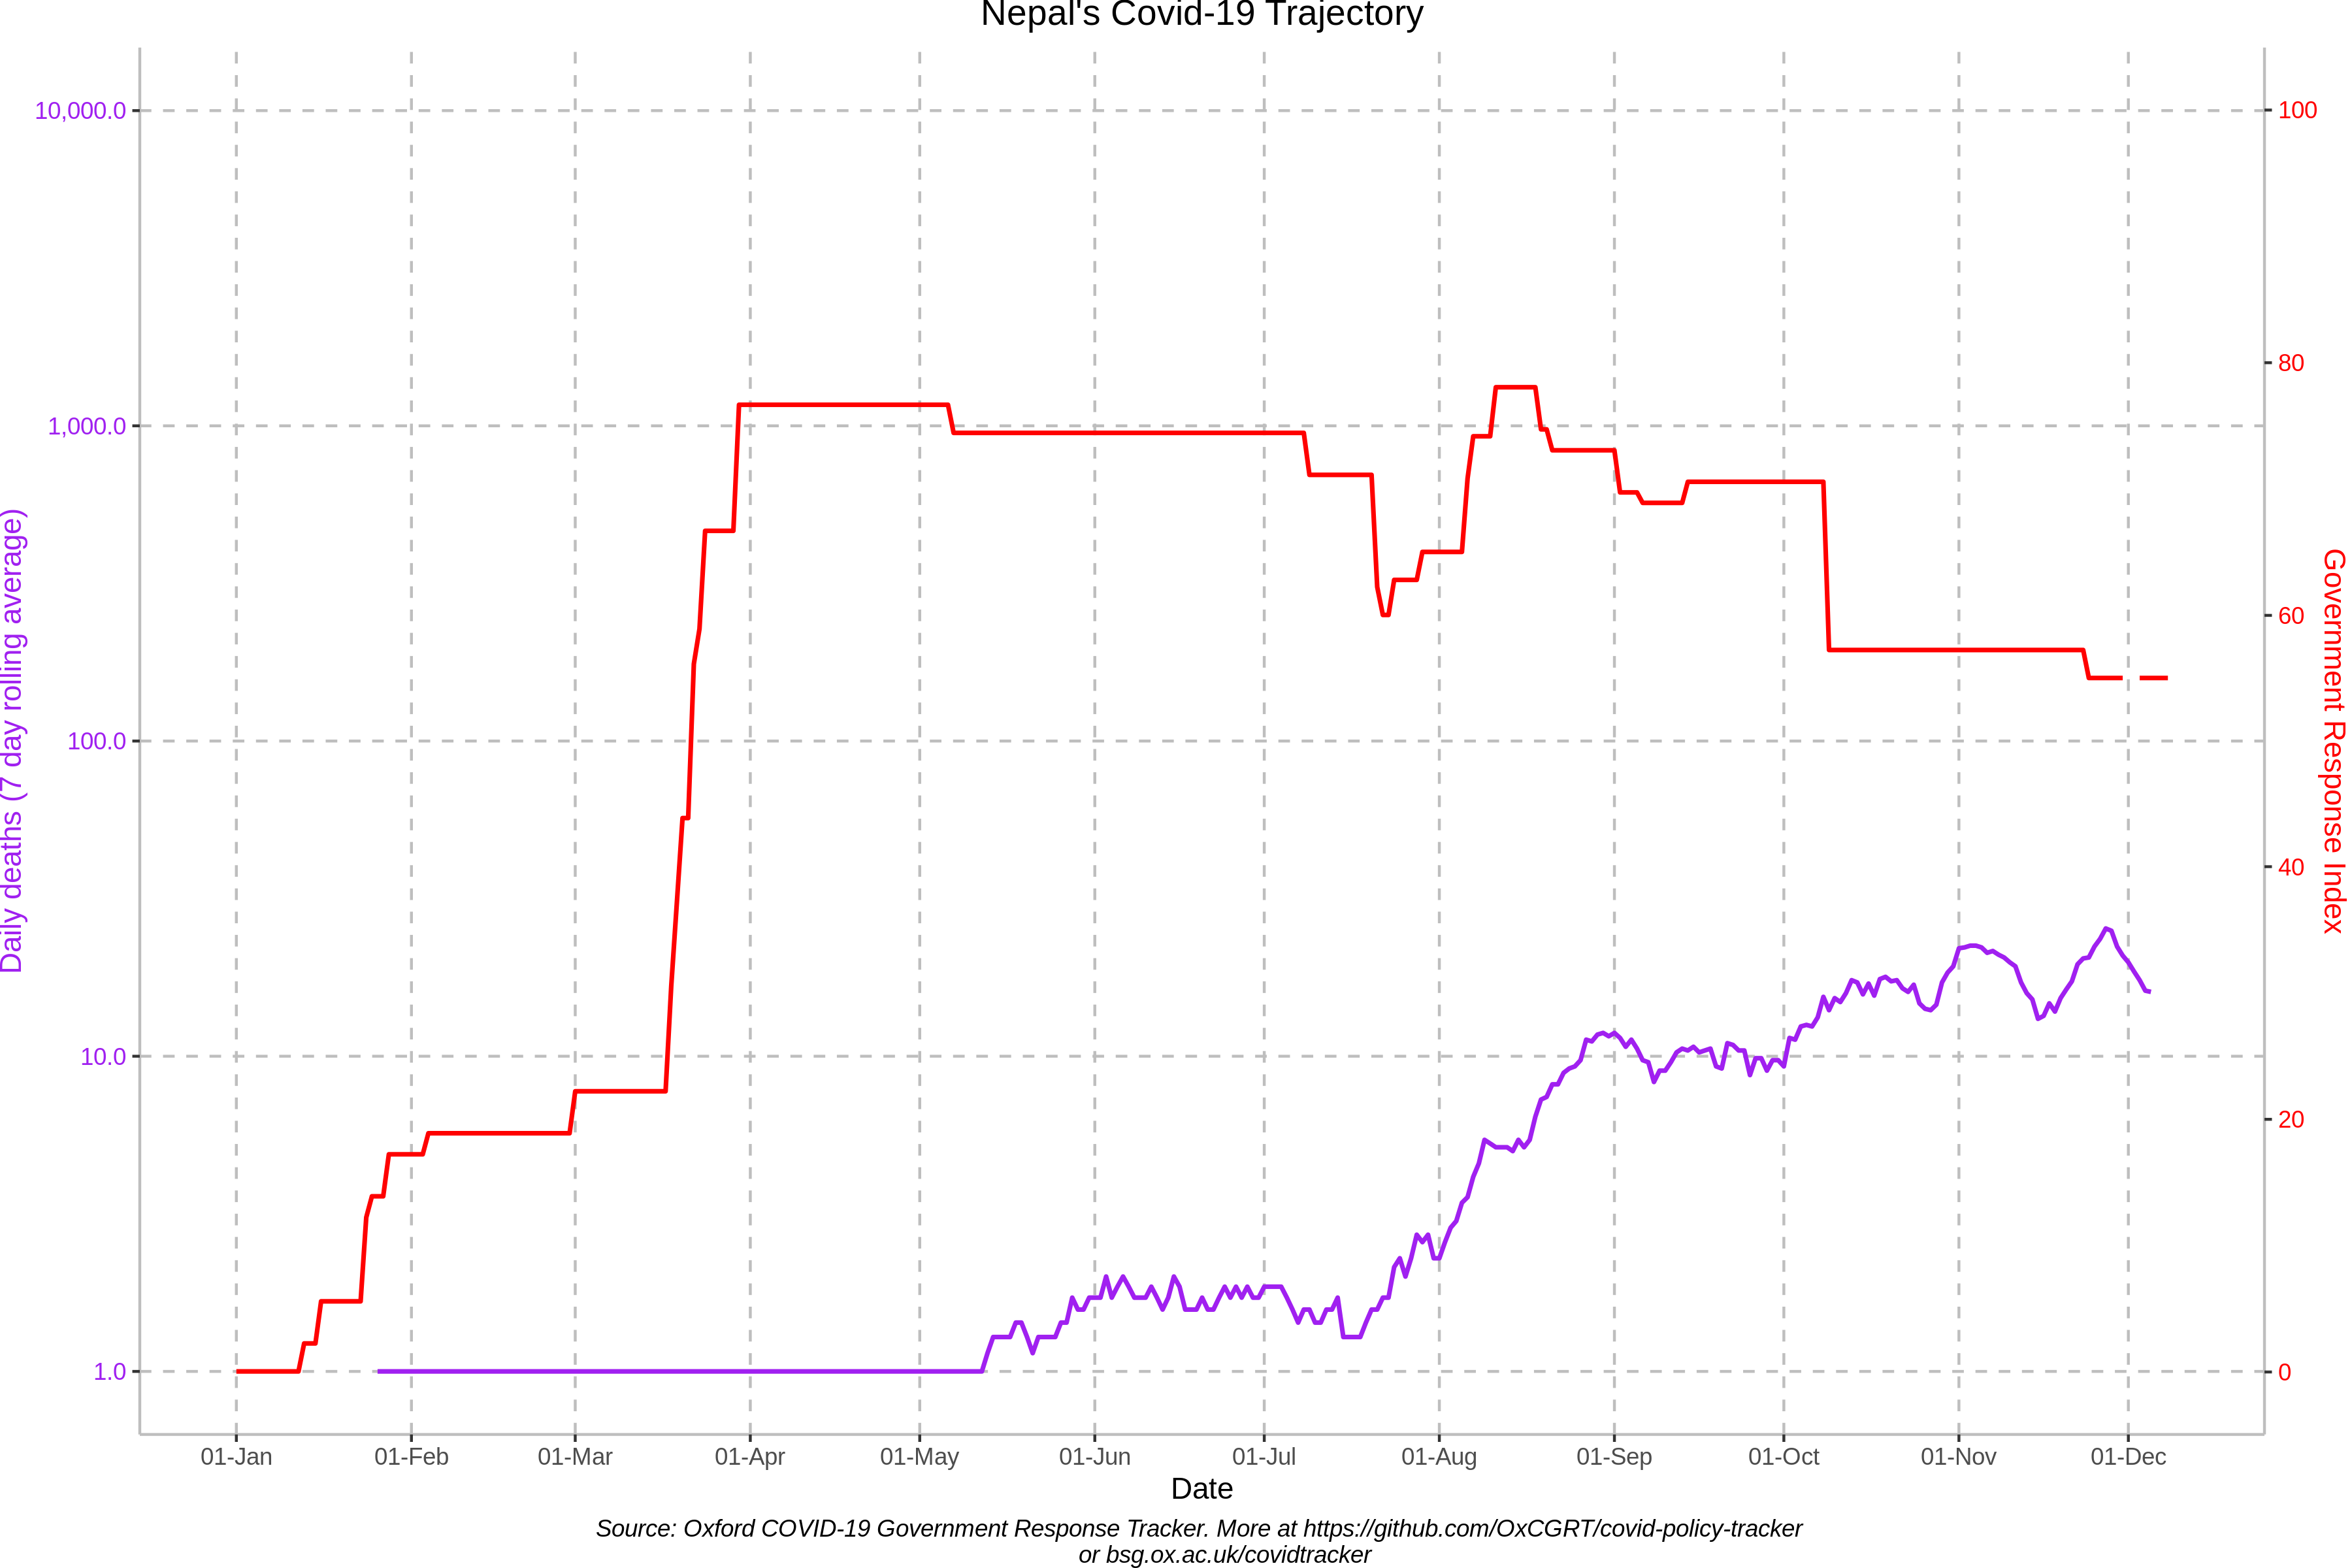 Nepal's Covid-19 Trajectory
10,000.0
1,000.0
100.0
10.0
1.0
Daily deaths (7 day rolling average)
100
80
60
40
20
0
Government Response Index
01-Jan 01-Feb 01-Mar 01-Apr 01-May 01-Jun 01-Jul 01-Aug 01-Sep 01-Oct 01-Nov 01-Dec
Date
Source: Oxford COVID-19 Government Response Tracker. More at https://github.com/OxCGRT/covid-policy-tracker
or bsg.ox.ac.uk/covidtracker